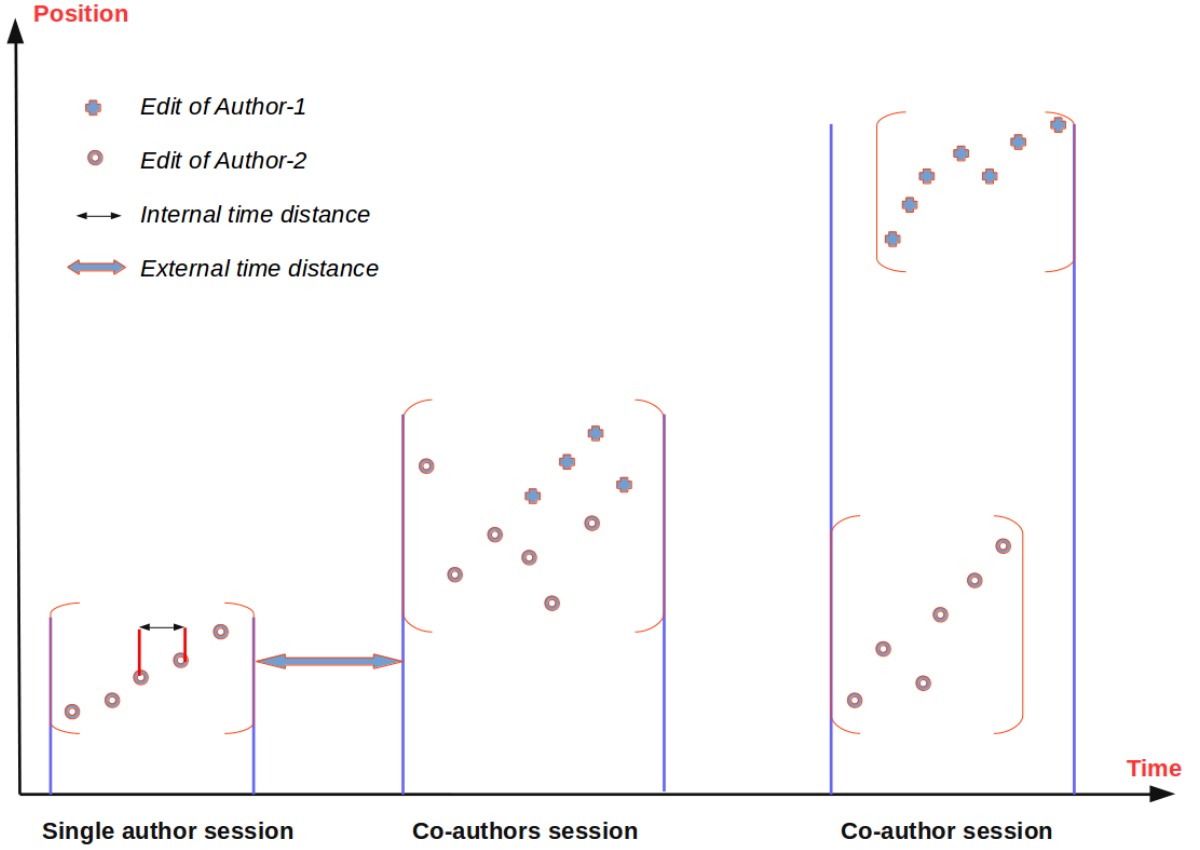 Position
Edit of Author-1
Edit of Author-2
Internal time distance
External time distance
Time
Single author session
Co-authors session
Co-author session